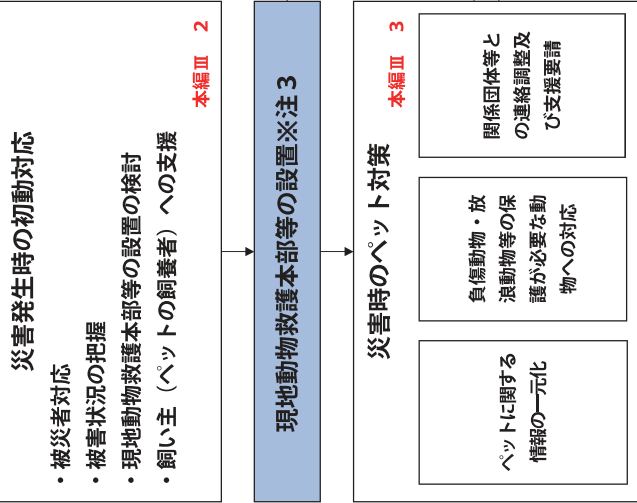 災害発生時の初動対応
・被災者対応
・被害状況の把握
・現地動物救護本部等の設置の検討
・飼い主（ペットの飼養者）への支援
本編Ⅲ　2
現地動物救護本部等の設置※注３
災害時のペット対策
本編Ⅲ　3
ペットに関する
情報の一元化
負傷動物・放
浪動物等の保
護が必要な動
物への対応
関係団体等と
の連絡調整及
び支援要請